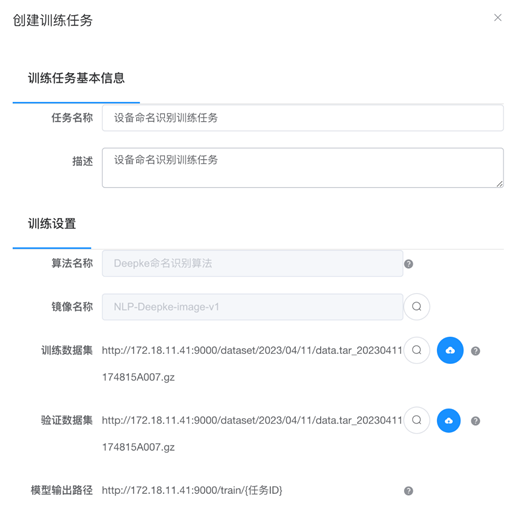 创建训练任务
训练任务基本信息
任务名称 设备命名识别训练任务
描述 设备命名识别训练任务
训练设置
算法名称 Deepke命名识别算法
镜像名称 NLP-Deepke-image-v1
训练数据集 http://172.18.11.41:9000/dataset/2023/04/11/data.tar_20230411
174815A007.gz
验证数据集 http://172.18.11.41:9000/dataset/2023/04/11/data.tar_20230411
174815A007.gz
模型输出路径 http://172.18.11.41:9000/train/{任务ID}